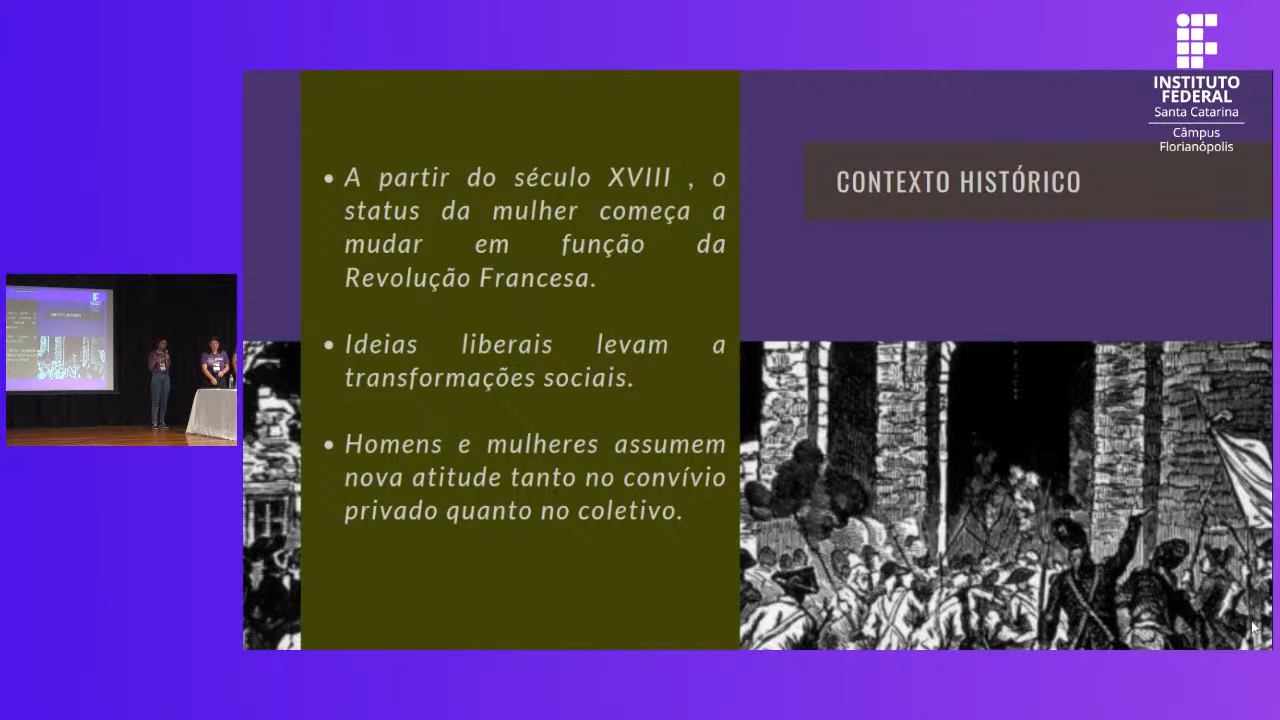 INSTITUTO
FEDERAL
Santa Catarina
Câmpus
Florianópolis
CONTEXTO HISTÓRICO
• A partir do século XVIII , o
status da mulher começa a
mudar em função da
Revolução Francesa.
• Ideias liberais levam a
transformações sociais.
• Homens e mulheres assumem
nova atitude tanto no convívio
privado quanto no coletivo.